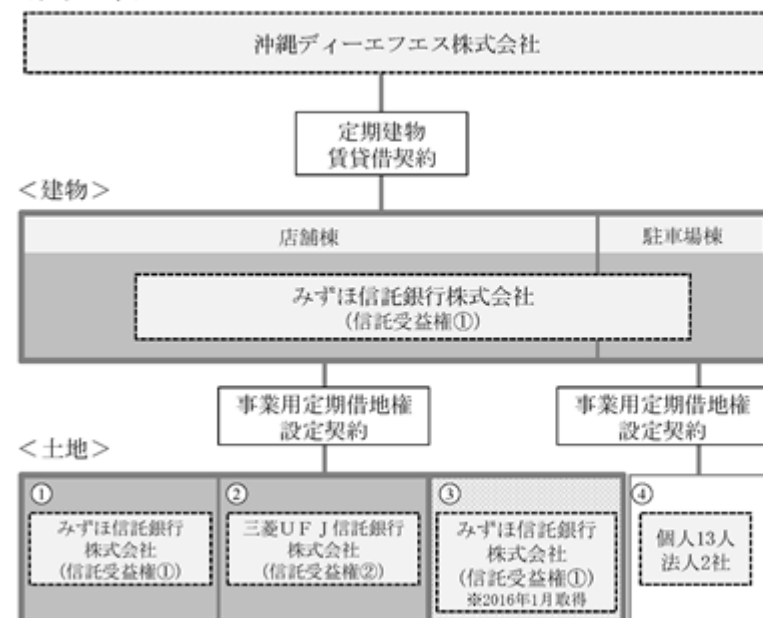 沖縄ディーエフエス株式会社
定期建物
賃貸借契約
＜建物＞
店舗棟
駐車場棟
みずほ信託銀行株式会社
(信託受益権①)
事業用定期借地権
設定契約
事業用定期借地権
設定契約
＜土地＞
①
みずほ信託銀行
株式会社
(信託受益権①)
②
三菱ＵＦＪ信託銀行
株式会社
(信託受益権②)
③
みずほ信託銀行
株式会社
(信託受益権①)
※2016年1月取得
④
個人13人
法人2社